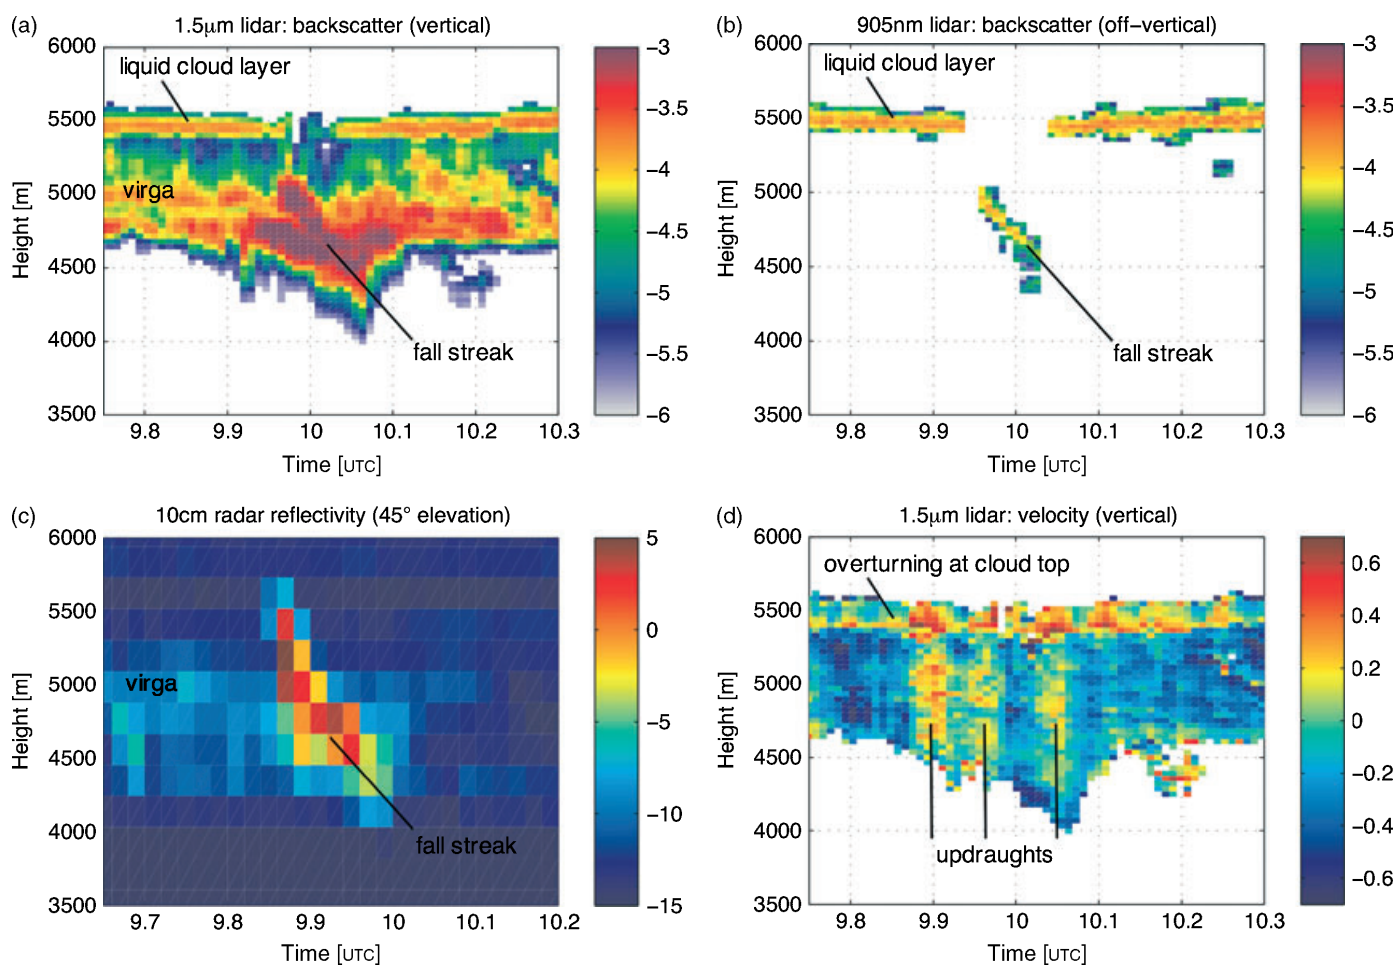 (a)
1.5μm lidar: backscatter (vertical)
6000
5500
5000
4500
4000
3500
Height [m]
liquid cloud layer
virga
fall streak
9.8
9.9
10
10.1
10.2
10.3
Time [UTC]
−3
−3.5
−4
−4.5
−5
−5.5
−6
(b)
905nm lidar: backscatter (off−vertical)
6000
5500
5000
4500
4000
3500
Height [m]
liquid cloud layer
fall streak
9.8
9.9
10
10.1
10.2
10.3
Time [UTC]
−3
−3.5
−4
−4.5
−5
−5.5
−6
(c)
10cm radar reflectivity (45° elevation)
6000
5500
5000
4500
4000
3500
Height [m]
virga
fall streak
9.7
9.8
9.9
10
10.1
10.2
Time [UTC]
5
0
−5
−10
−15
(d)
1.5μm lidar: velocity (vertical)
6000
5500
5000
4500
4000
3500
Height [m]
overturning at cloud top
updraughts
9.8
9.9
10
10.1
10.2
10.3
Time [UTC]
0.6
0.4
0.2
0
−0.2
−0.4
−0.6